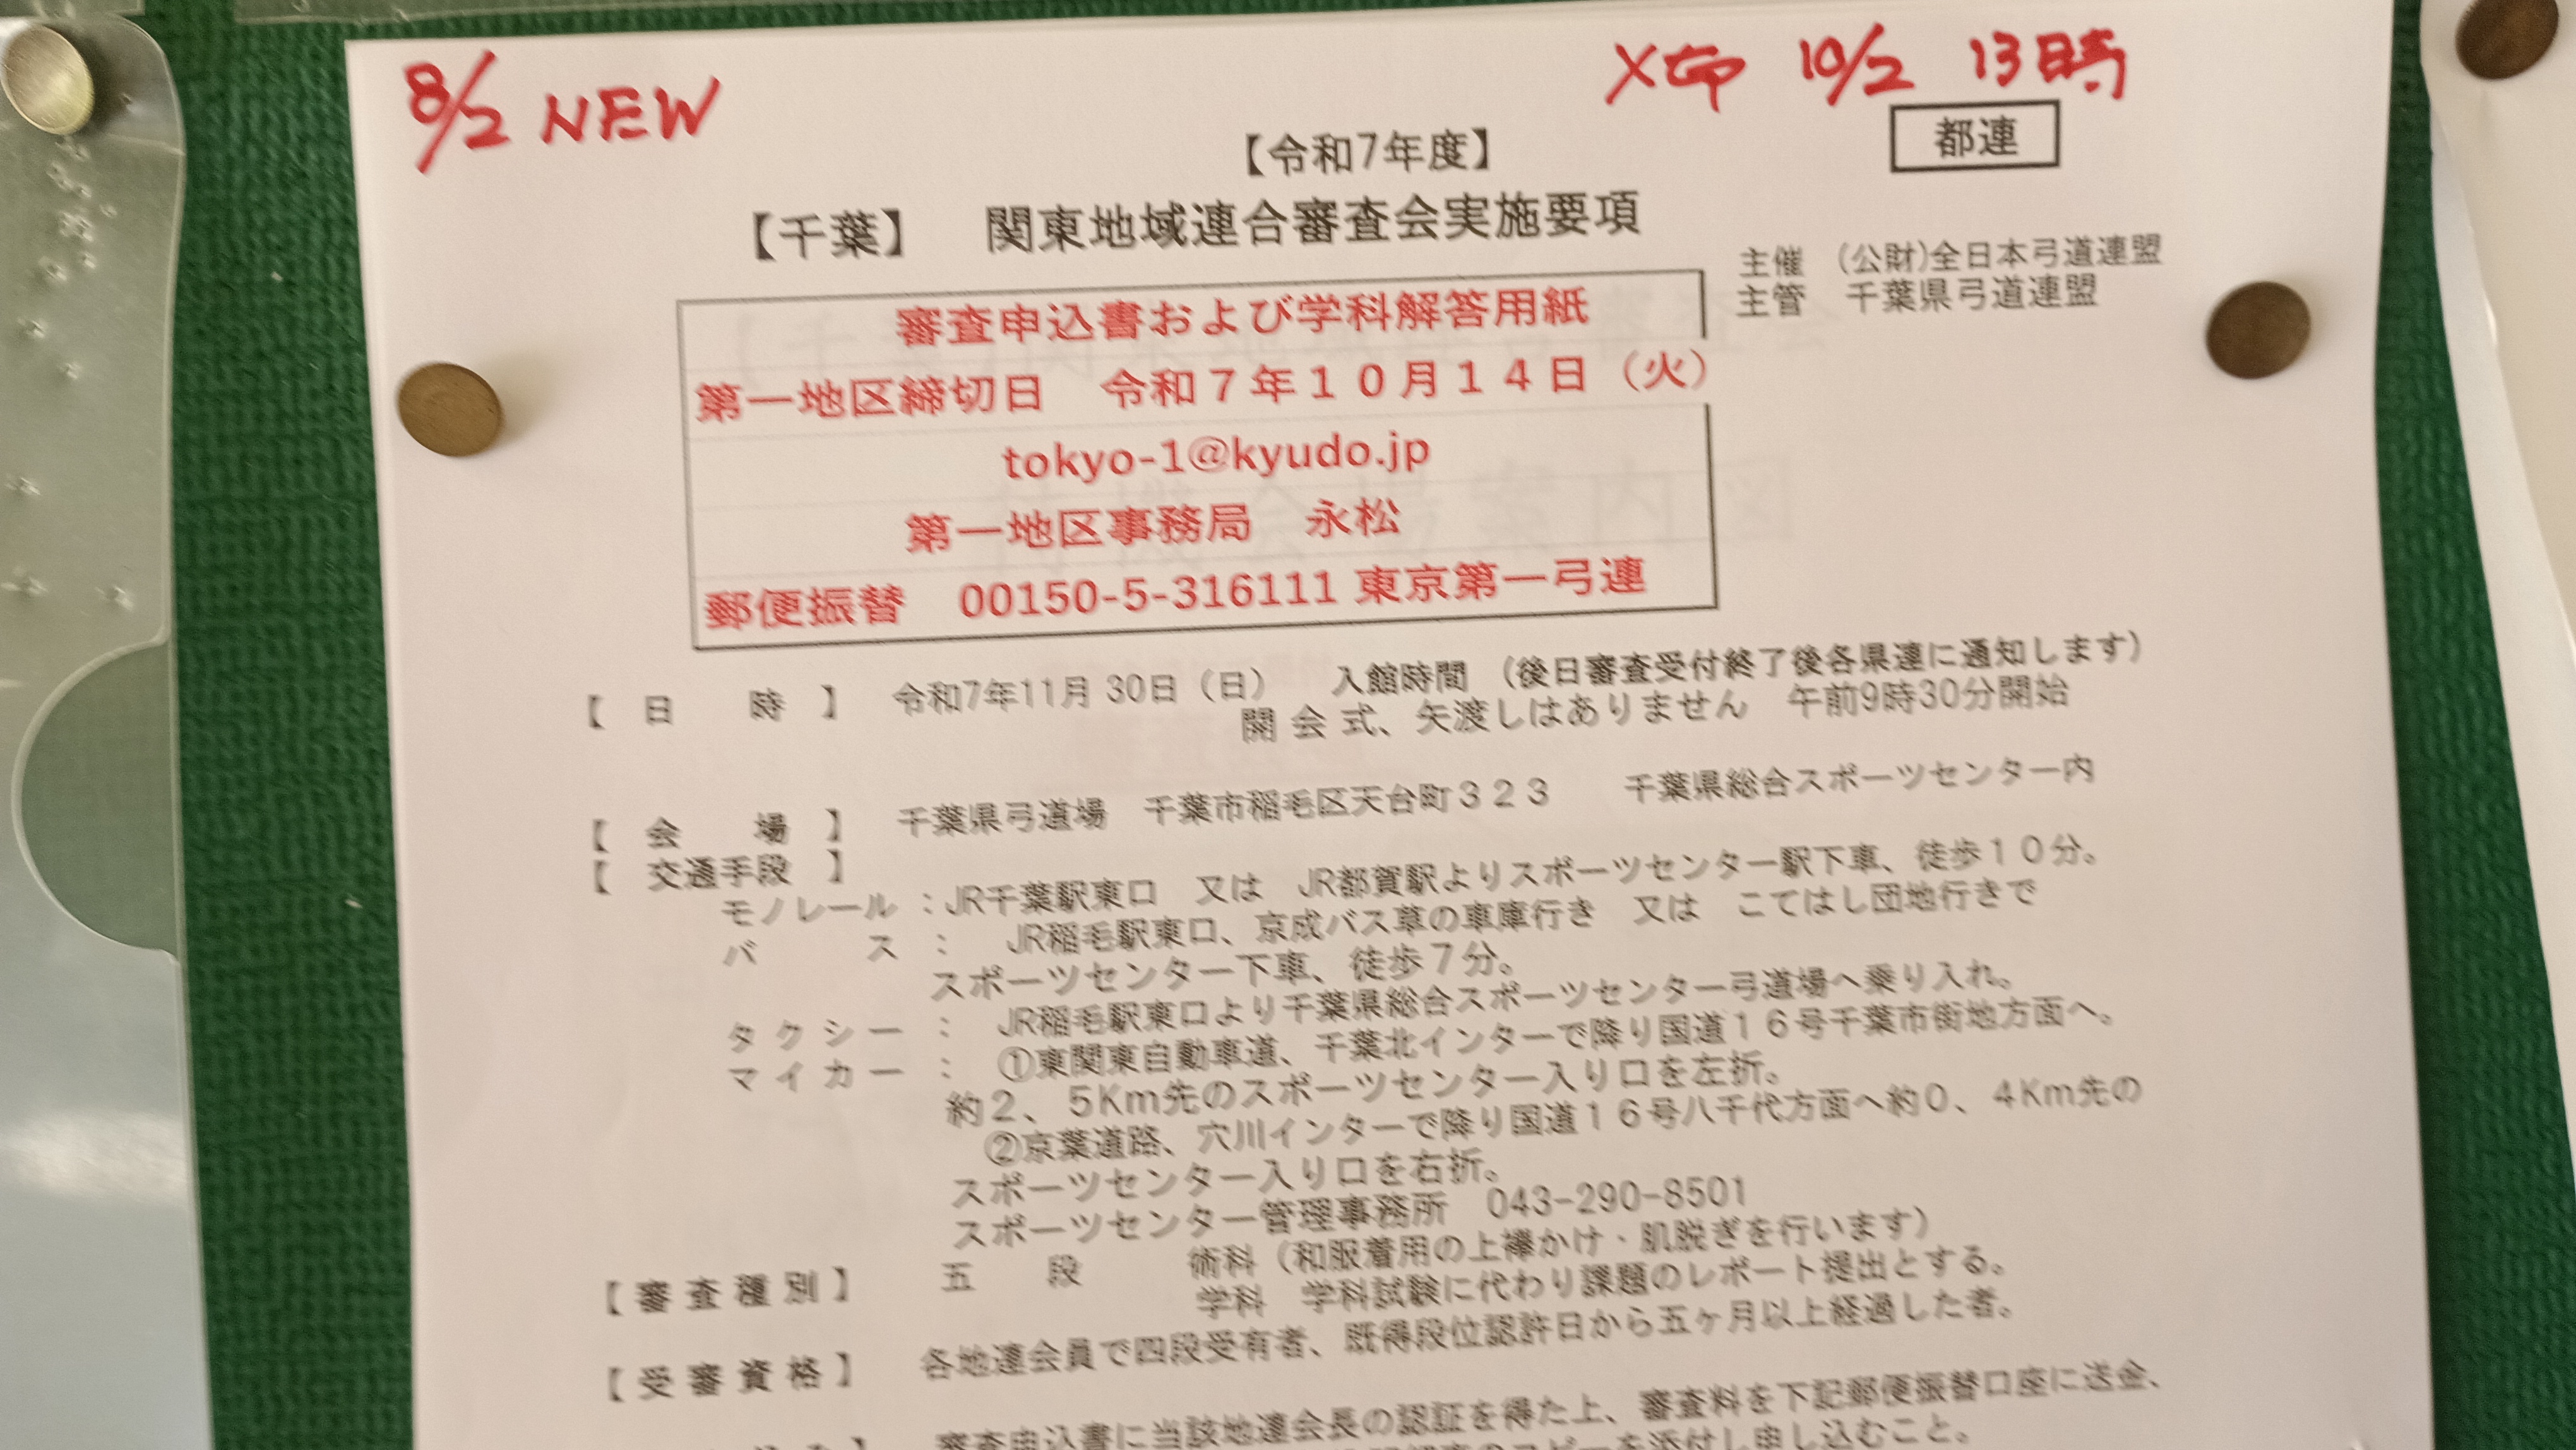 8/2 NEW
〆切 10/2 13時
都連
【令和7年度】
【千葉】 関東地域連合審査会実施要項
主催 (公財)全日本弓道連盟
主管 千葉県弓道連盟
審査申込書および学科解答用紙
第一地区締切日 令和７年１０月１４日（火）
tokyo-1@kyudo.jp
第一地区事務局 永松
郵便振替 00150-5-316111 東京第一弓連
【 日 時 】 令和7年11月 30日（日） 入館時間 （後日審査受付終了後各県連に通知します）
開 会 式、矢渡しはありません 午前9時30分開始
【 会 場 】 千葉県弓道場 千葉市稲毛区天台町３２３ 千葉県総合スポーツセンター内
【 交通手段 】
モノレール ：JR千葉駅東口 又は JR都賀駅よりスポーツセンター駅下車、徒歩１０分。
バ ス ： JR稲毛駅東口、京成バス草の車庫行き 又は こてはし団地行きで
スポーツセンター下車、徒歩７分。
タ ク シ ー ： JR稲毛駅東口より千葉県総合スポーツセンター弓道場へ乗り入れ。
マ イ カ ー ： ①東関東自動車道、千葉北インターで降り国道１６号千葉市街地方面へ。
約２、５Km先のスポーツセンター入り口を左折。
②京葉道路、穴川インターで降り国道１６号八千代方面へ約０、４Km先の
スポーツセンター入り口を右折。
スポーツセンター管理事務所 043-290-8501
【 審 査 種 別 】 五 段 術科（和服着用の上襷かけ・肌脱ぎを行います）
学科 学科試験に代わり課題のレポート提出とする。
【 受 審 資 格 】 各地連会員で四段受有者、既得段位認許日から五ヶ月以上経過した者。
審査申込書に当該地連会長の認証を得た上、審査料を下記郵便振替口座に送金、
のコピーを添付し申し込むこと。